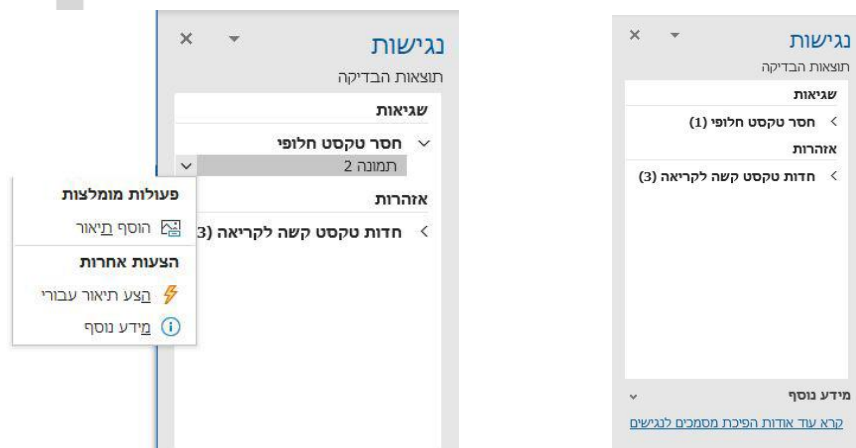 נגישות
תוצאות הבדיקה
שגיאות
חסר טקסט חלופי (1)
אזהרות
חדות טקסט קשה לקריאה (3)
מידע נוסף
קרא עוד אודות הפיכת מסמכים לנגישים
נגישות
תוצאות הבדיקה
שגיאות
חסר טקסט חלופי
תמונה 2
אזהרות
חדות טקסט קשה לקריאה (3
פעולות מומלצות
הוסף תיאור
הצעות אחרות
הצע תיאור עבורי
מידע נוסף